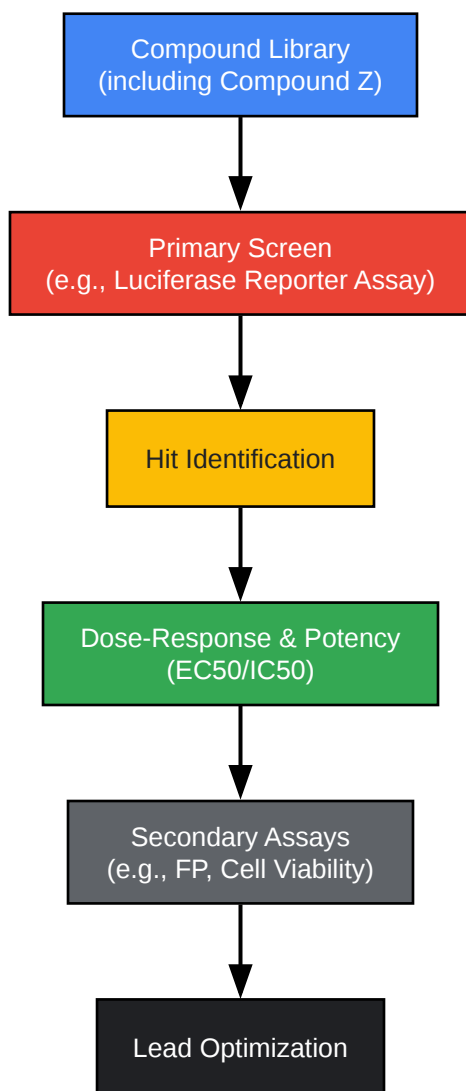 Compound Library
(including Compound Z)
Primary Screen
(e.g., Luciferase Reporter Assay)
Hit Identification
Dose-Response & Potency
(EC50/IC50)
Secondary Assays
(e.g., FP, Cell Viability)
Lead Optimization